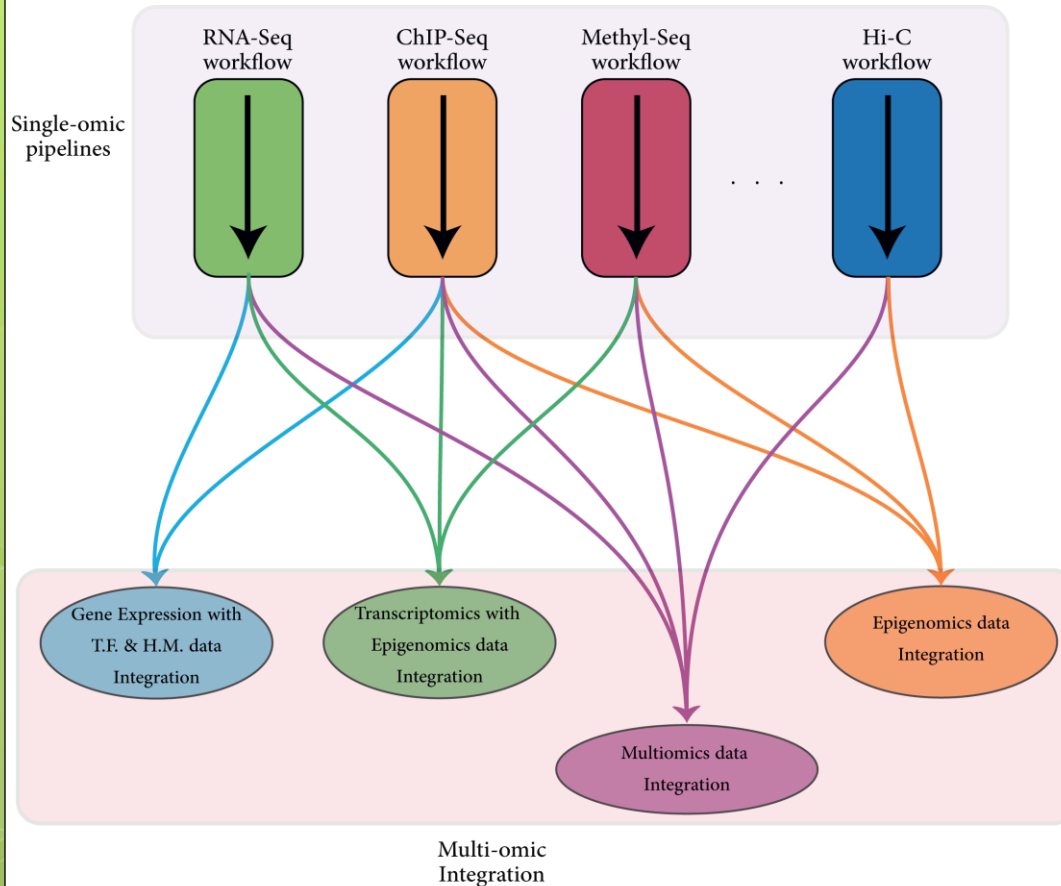 RNA-Seq
workflow
ChIP-Seq
workflow
Methyl-Seq
workflow
Hi-C
workflow
Single-omic
pipelines
. . .
Gene Expression with
T.F. & H.M. data
Integration
Transcriptomics with
Epigenomics data
Integration
Epigenomics data
Integration
Multiomics data
Integration
Multi-omic
Integration